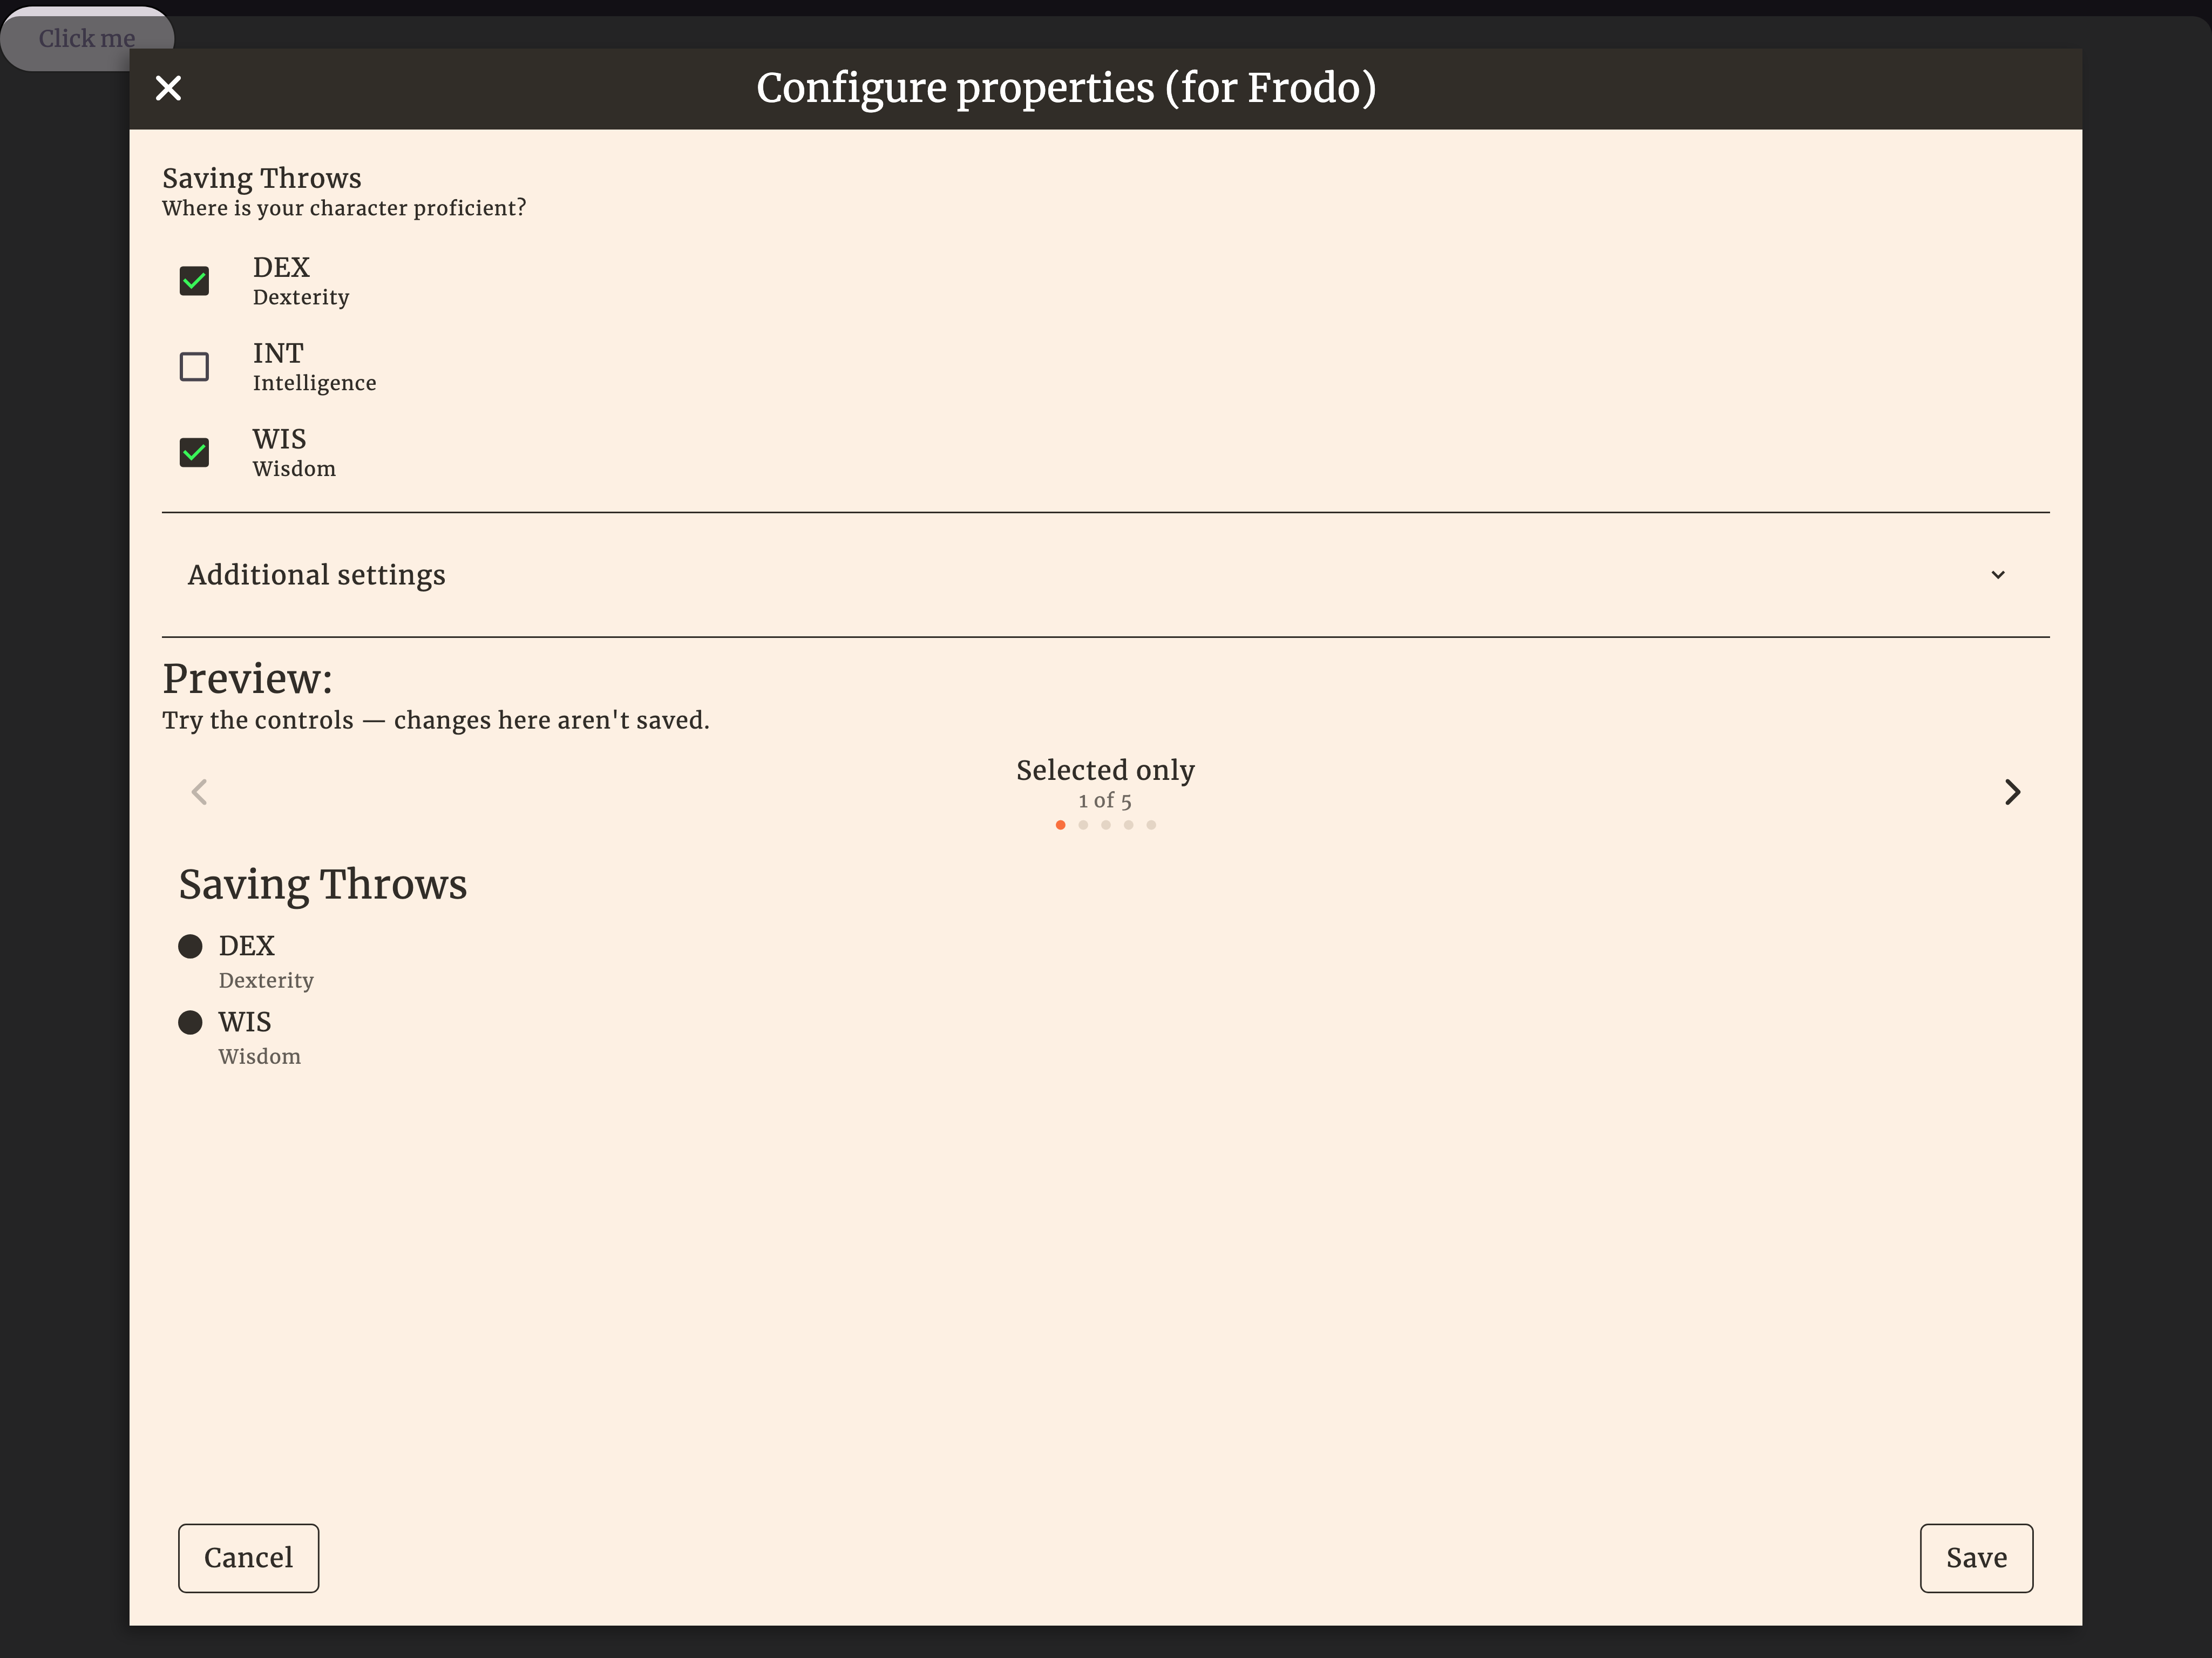 Click me
Configure properties (for Frodo)
Saving Throws
Where is your character proficient?
DEX
Dexterity
INT
Intelligence
WIS
Wisdom
Additional settings
Preview:
Try the controls — changes here aren't saved.
Selected only
1 of 5
Saving Throws
DEX
Dexterity
WIS
Wisdom
Cancel
Save